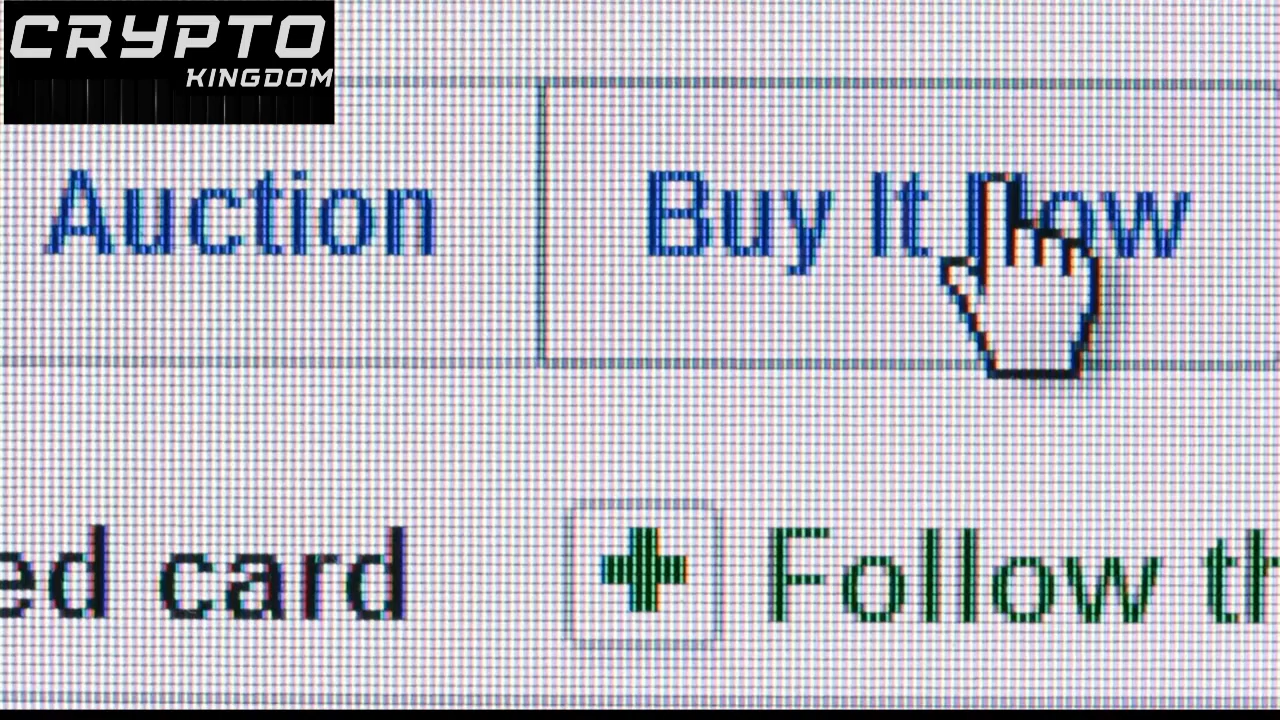 CRYPTO
KINGDOM
Auction
Buy It Now
ed card
Follow th